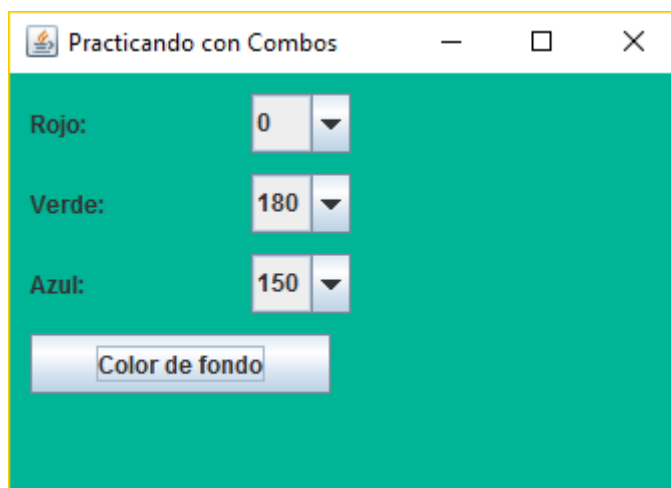 Practicando con Combos
Rojo: 0
Verde: 180
Azul: 150
Color de fondo